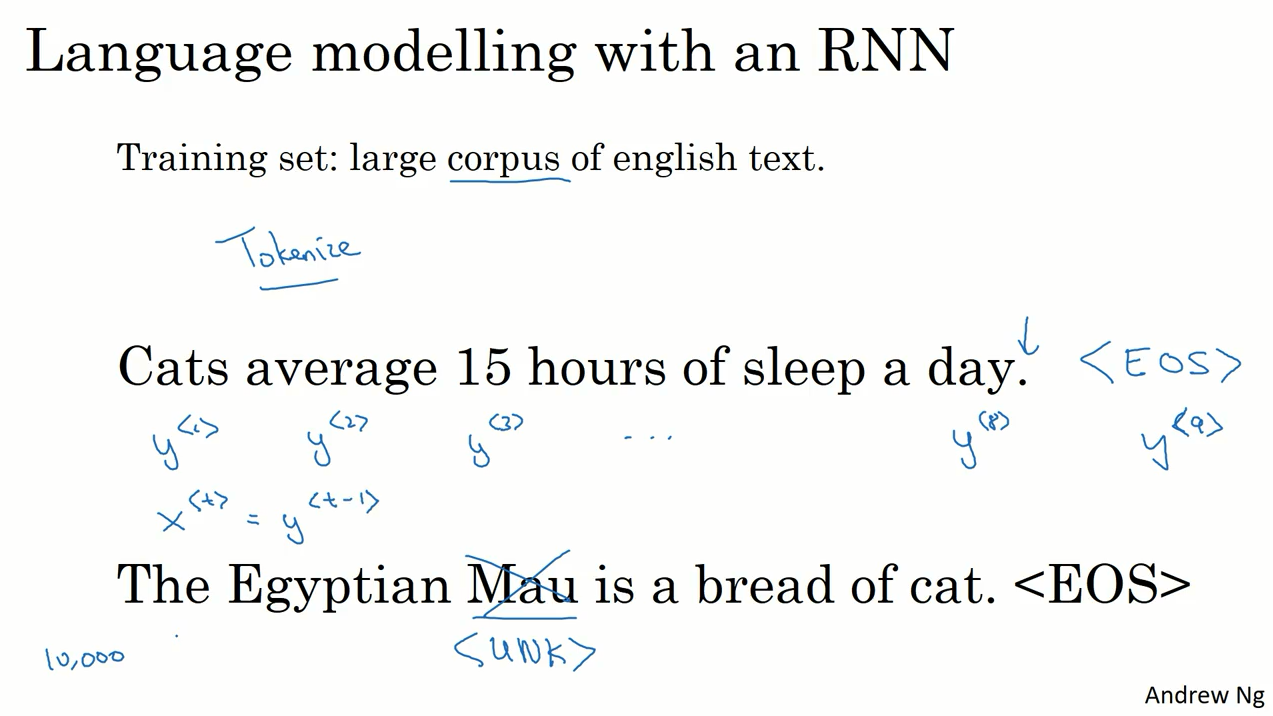 Language modelling with an RNN
Training set: large corpus of english text.
Tokenize
Cats average 15 hours of sleep a day. <EOS>
y<1> y<2> y<3> ... y<8> y<9>
x<t> = y<t-1>
The Egyptian Mau is a bread of cat. <EOS>
10,000 <UNK>
Andrew Ng